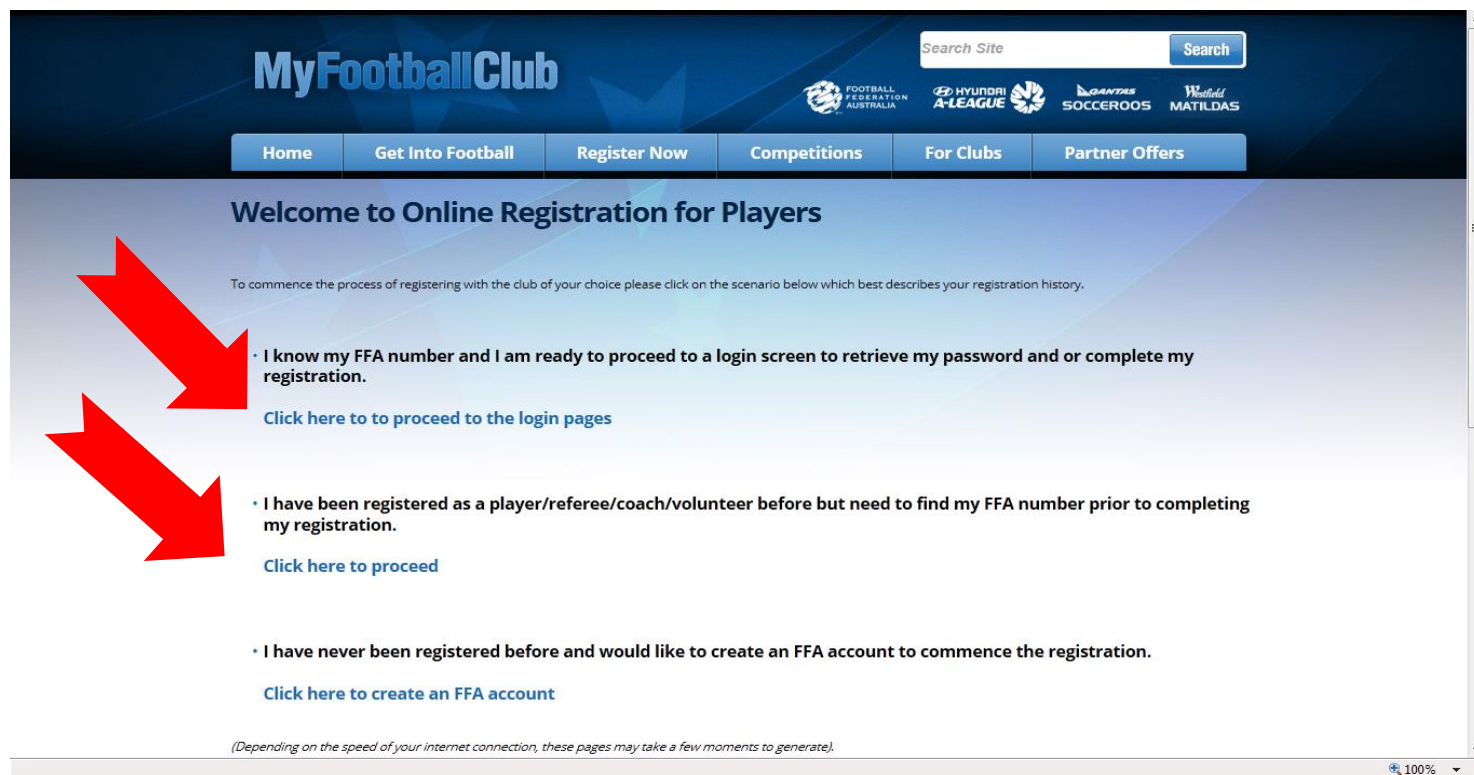 MyFootballClub
Search Site
Search
FOOTBALL
FEDERATION
AUSTRALIA
HYUNDAI
A-LEAGUE
QANTAS
SOCCEROOS
Westfield
MATILDAS
Home Get Into Football Register Now Competitions For Clubs Partner Offers
Welcome to Online Registration for Players
To commence the process of registering with the club of your choice please click on the scenario below which best describes your registration history.
· I know my FFA number and I am ready to proceed to a login screen to retrieve my password and or complete my
registration.
Click here to to proceed to the login pages
· I have been registered as a player/referee/coach/volunteer before but need to find my FFA number prior to completing
my registration.
Click here to proceed
· I have never been registered before and would like to create an FFA account to commence the registration.
Click here to create an FFA account
(Depending on the speed of your internet connection, these pages may take a few moments to generate).
100%